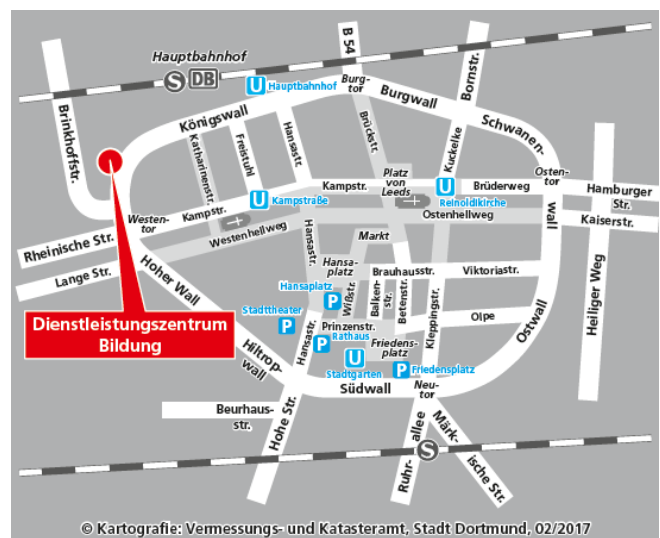 B 54
Hauptbahnhof
S DB
U Hauptbahnhof
Burg-
tor
Burgwall
Bornstr.
Brinkhoffstr.
Königswall
Schwanen-
wall
Katharinenstr.
Freistuhl
Hansastr.
Brückstr.
Kuckelke
Platz
von
Leeds
Osten-
tor
Kampstr.
U
Brüderweg
Hamburger
Str.
U
Kampstraße
Reinoldikirche
Westen-
tor
Kampstr.
Ostenhellweg
Kaiserstr.
Rheinische Str.
Westenhellweg
Hansastr.
Markt
Lange Str.
Hoher Wall
Hansa-
platz
Wißstr.
Brauhausstr.
Viktoriastr.
Heiliger Weg
Hansaplatz
P
Balken-
str.
Betenstr.
Kleppingstr.
Dienstleistungszentrum
Bildung
Stadttheater
P
Prinzenstr.
Olpe
Ostwall
Hansastr.
P
Rathaus
Friedens-
platz
Hiltrop-
wall
U
Stadtgarten
P
Friedensplatz
Südwall
Neu-
tor
Beurhaus-
str.
Hohe Str.
Ruhr-
allee
Märk-
ische Str.
S
© Kartografie: Vermessungs- und Katasteramt, Stadt Dortmund, 02/2017